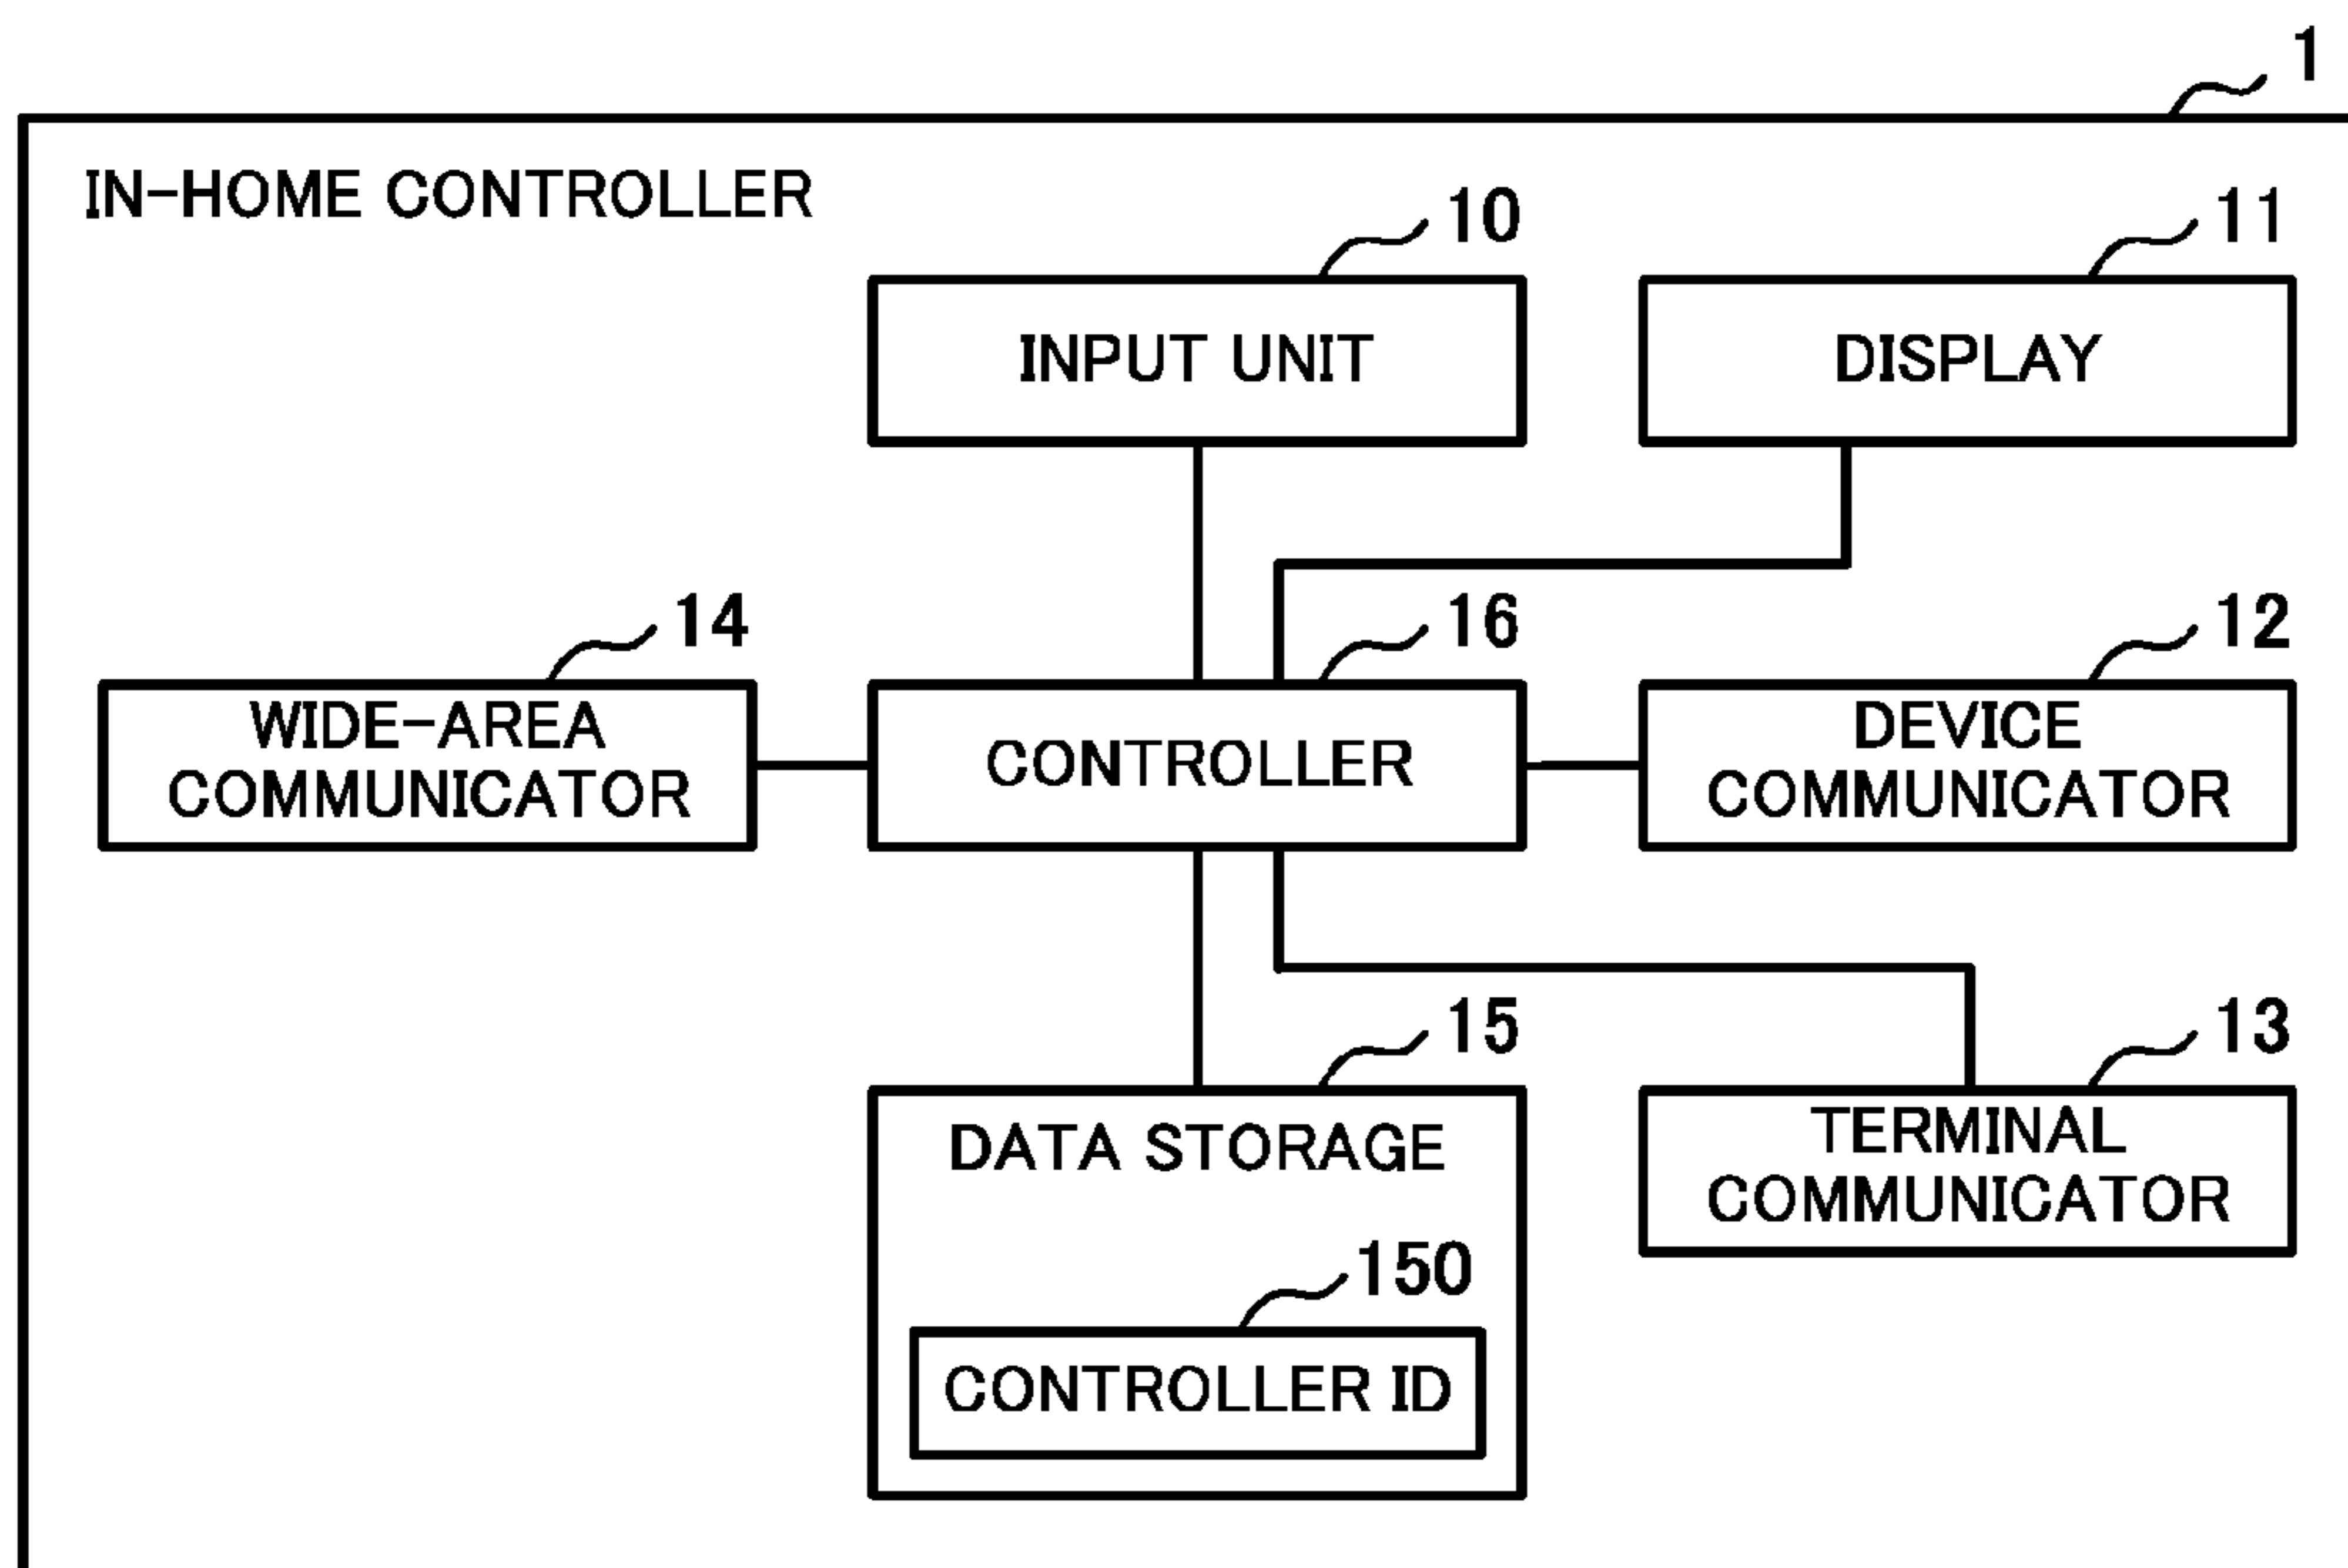 1
IN-HOME CONTROLLER
10
11
INPUT UNIT
DISPLAY
14
16
12
WIDE-AREA
COMMUNICATOR
CONTROLLER
DEVICE
COMMUNICATOR
15
13
DATA STORAGE
TERMINAL
COMMUNICATOR
150
CONTROLLER ID